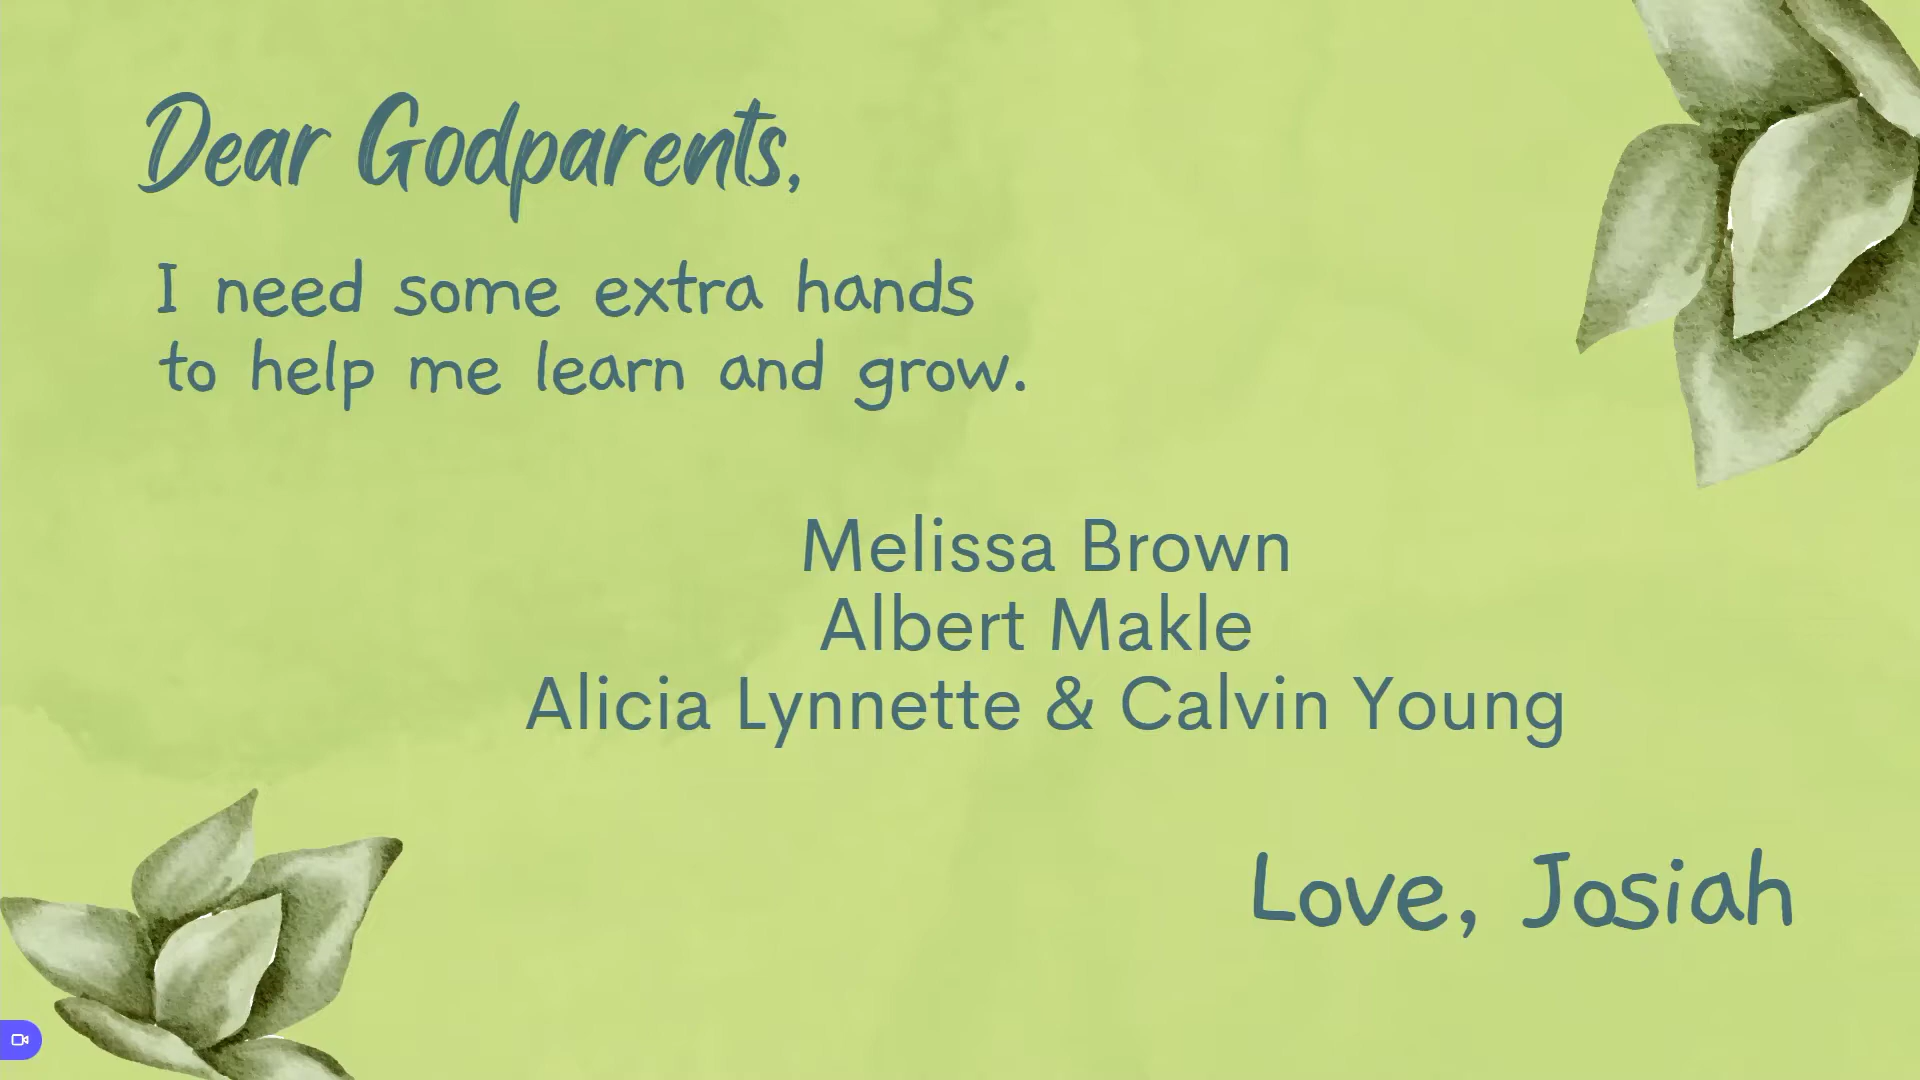 Dear Godparents,
I need some extra hands
to help me learn and grow.
Melissa Brown
Albert Makle
Alicia Lynnette & Calvin Young
Love, Josiah